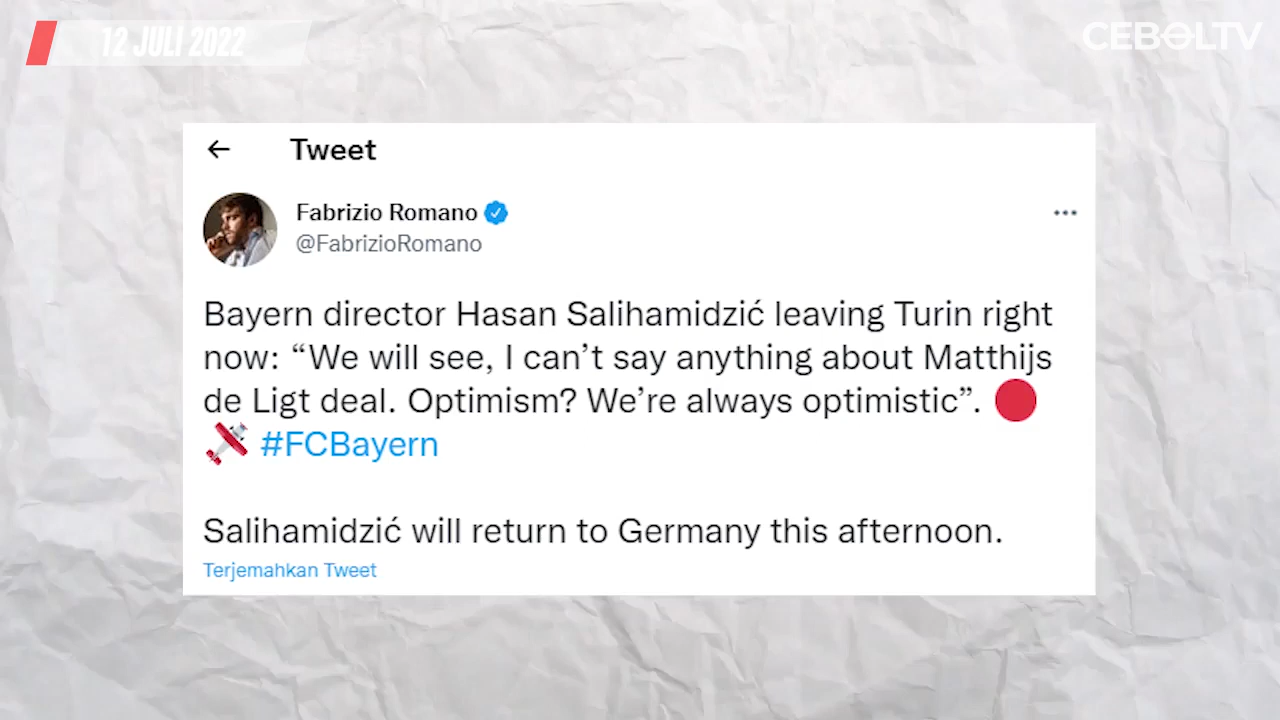 12 JULI 2022
CEBOLTV
Tweet
Fabrizio Romano
@FabrizioRomano
Bayern director Hasan Salihamidzić leaving Turin right
now: “We will see, I can’t say anything about Matthijs
de Ligt deal. Optimism? We’re always optimistic”.
#FCBayern
Salihamidzić will return to Germany this afternoon.
Terjemahkan Tweet